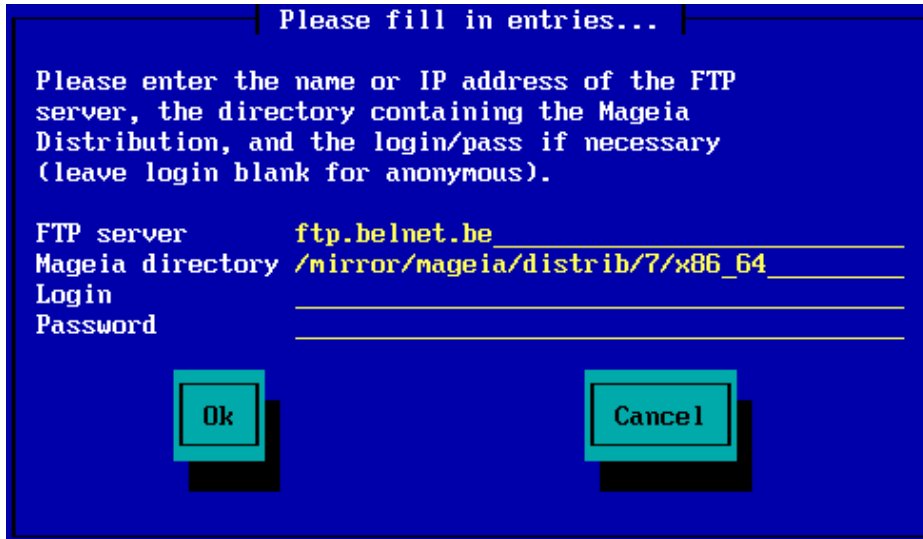 Please fill in entries...
Please enter the name or IP address of the FTP
server, the directory containing the Mageia
Distribution, and the login/pass if necessary
(leave login blank for anonymous).
FTP server ftp.belnet.be
Mageia directory /mirror/mageia/distrib/7/x86_64
Login
Password
Ok Cancel